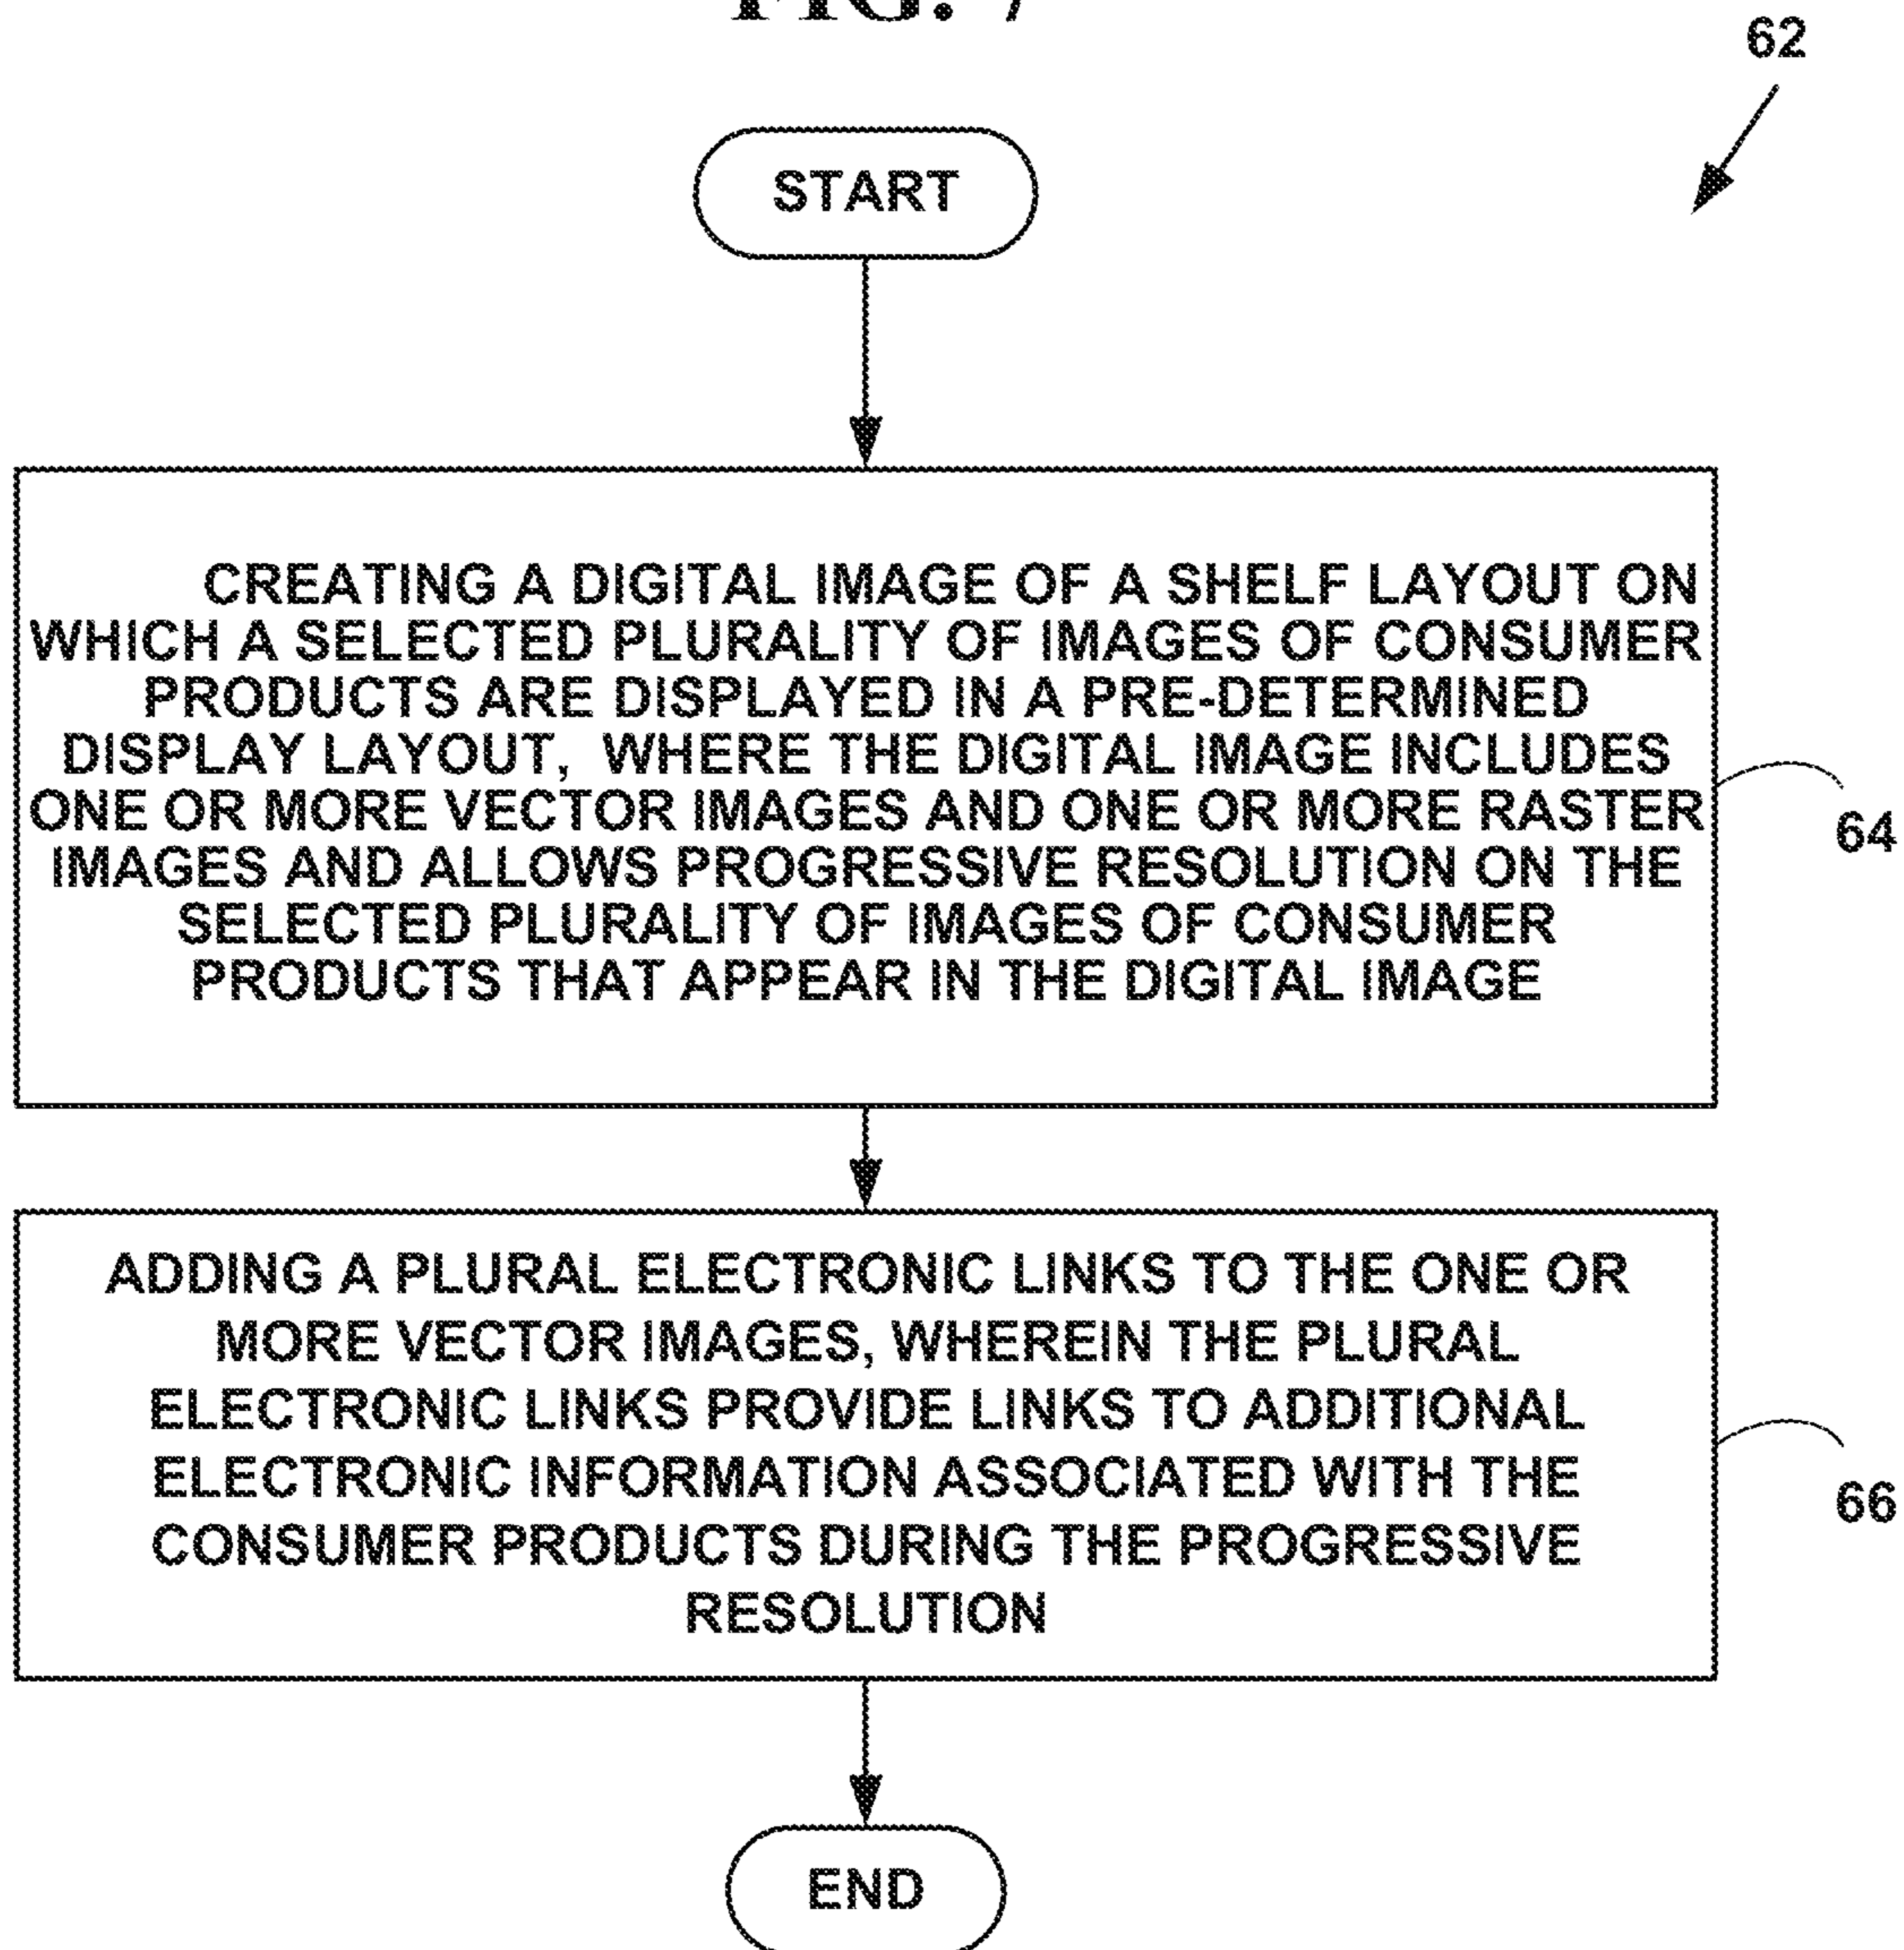 FIG. 7
62
START
CREATING A DIGITAL IMAGE OF A SHELF LAYOUT ON
WHICH A SELECTED PLURALITY OF IMAGES OF CONSUMER
PRODUCTS ARE DISPLAYED IN A PRE-DETERMINED
DISPLAY LAYOUT, WHERE THE DIGITAL IMAGE INCLUDES
ONE OR MORE VECTOR IMAGES AND ONE OR MORE RASTER
IMAGES AND ALLOWS PROGRESSIVE RESOLUTION ON THE
SELECTED PLURALITY OF IMAGES OF CONSUMER
PRODUCTS THAT APPEAR IN THE DIGITAL IMAGE
64
ADDING A PLURAL ELECTRONIC LINKS TO THE ONE OR
MORE VECTOR IMAGES, WHEREIN THE PLURAL
ELECTRONIC LINKS PROVIDE LINKS TO ADDITIONAL
ELECTRONIC INFORMATION ASSOCIATED WITH THE
CONSUMER PRODUCTS DURING THE PROGRESSIVE
RESOLUTION
66
END